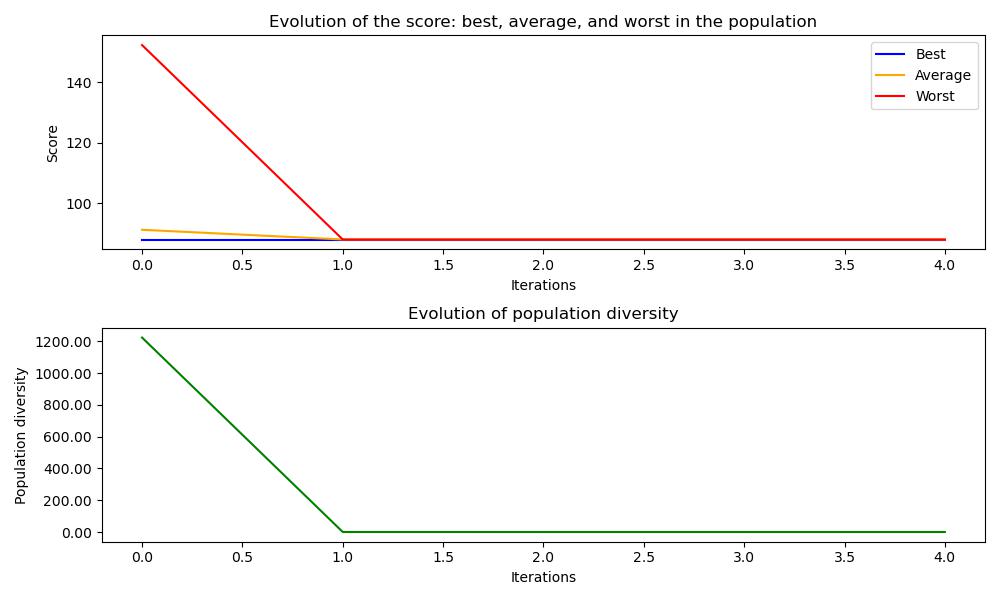 Evolution of the score: best, average, and worst in the population
Score
140
120
100
Best
Average
Worst
0.0 0.5 1.0 1.5 2.0 2.5 3.0 3.5 4.0
Iterations
Evolution of population diversity
Population diversity
1200.00
1000.00
800.00
600.00
400.00
200.00
0.00
0.0 0.5 1.0 1.5 2.0 2.5 3.0 3.5 4.0
Iterations